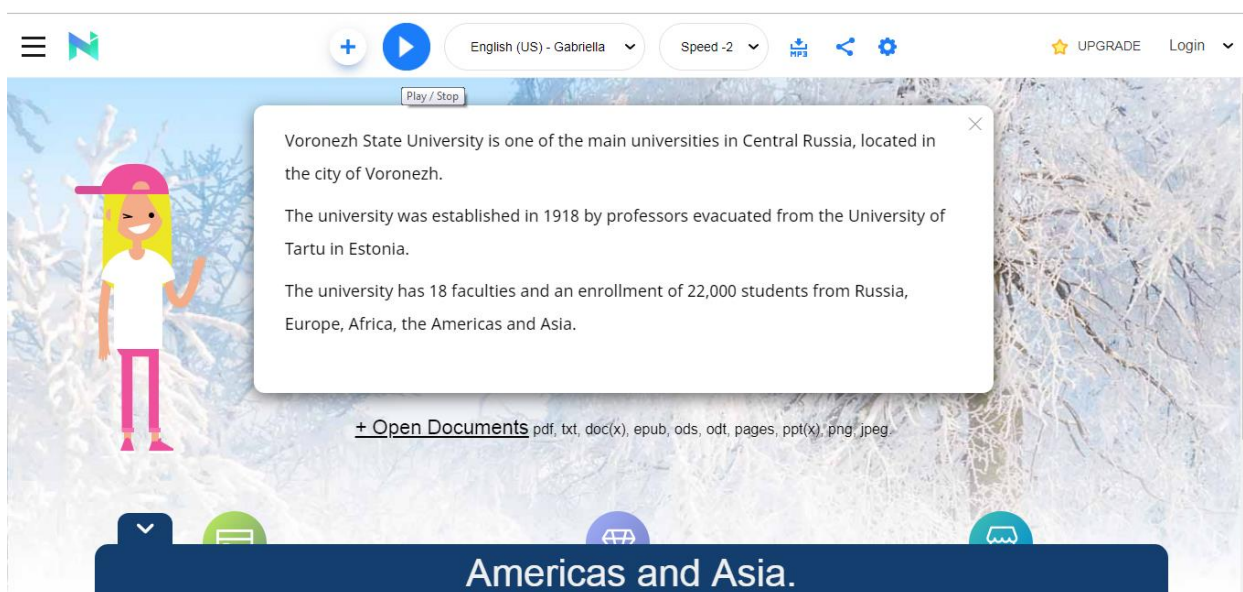 English (US) - Gabriella
Speed -2
MP3
UPGRADE
Login
Play / Stop
Voronezh State University is one of the main universities in Central Russia, located in
the city of Voronezh.
The university was established in 1918 by professors evacuated from the University of
Tartu in Estonia.
The university has 18 faculties and an enrollment of 22,000 students from Russia,
Europe, Africa, the Americas and Asia.
+ Open Documents pdf, txt, doc(x), epub, ods, odt, pages, ppt(x), png, jpeg.
Americas and Asia.